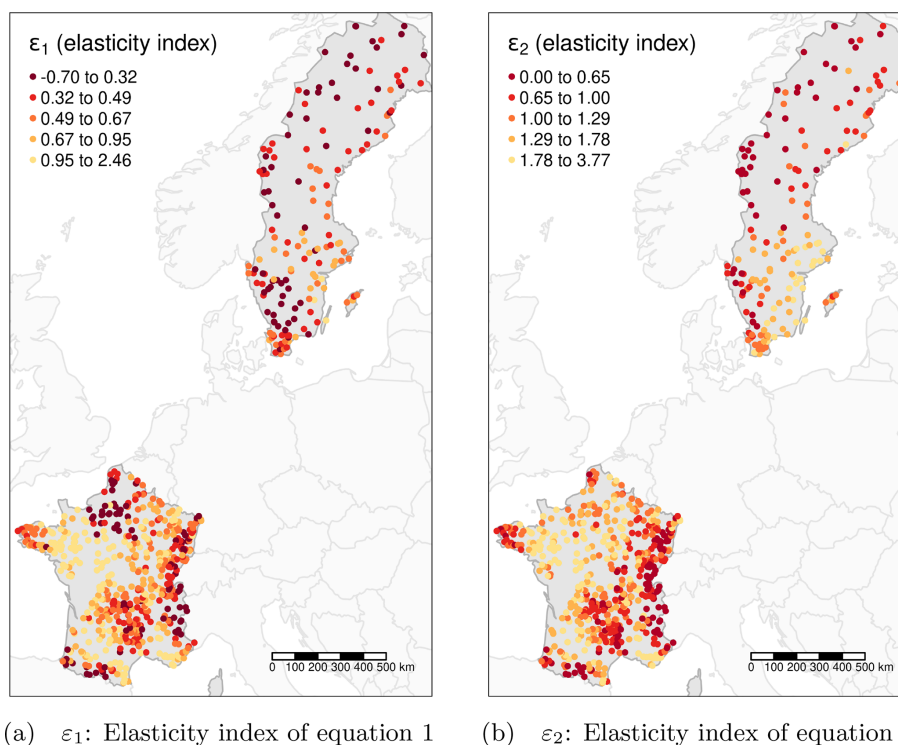 ε1 (elasticity index)
-0.70 to 0.32
0.32 to 0.49
0.49 to 0.67
0.67 to 0.95
0.95 to 2.46
0 100 200 300 400 500 km
(a) ε1: Elasticity index of equation 1
ε2 (elasticity index)
0.00 to 0.65
0.65 to 1.00
1.00 to 1.29
1.29 to 1.78
1.78 to 3.77
0 100 200 300 400 500 km
(b) ε2: Elasticity index of equation